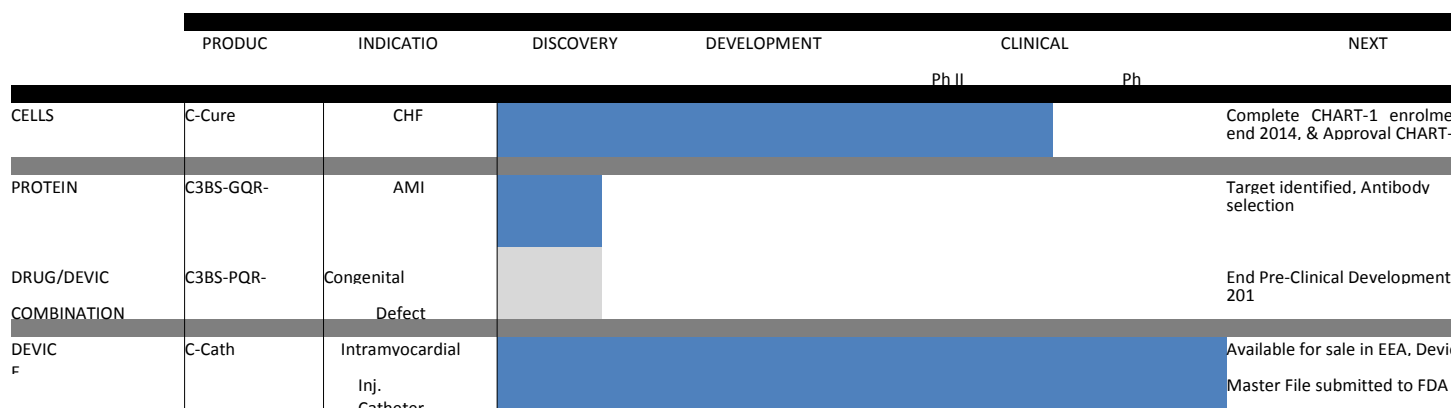 PRODUC INDICATIO DISCOVERY DEVELOPMENT CLINICAL NEXT
Ph II Ph
CELLS C-Cure CHF Complete CHART-1 enrolme
end 2014, & Approval CHART-
PROTEIN C3BS-GQR- AMI Target identified, Antibody
selection
DRUG/DEVIC C3BS-PQR- Congenital End Pre-Clinical Development
201
COMBINATION Defect
DEVIC C-Cath Intramyocardial Available for sale in EEA, Devi
E
Inj. Master File submitted to FDA
Catheter